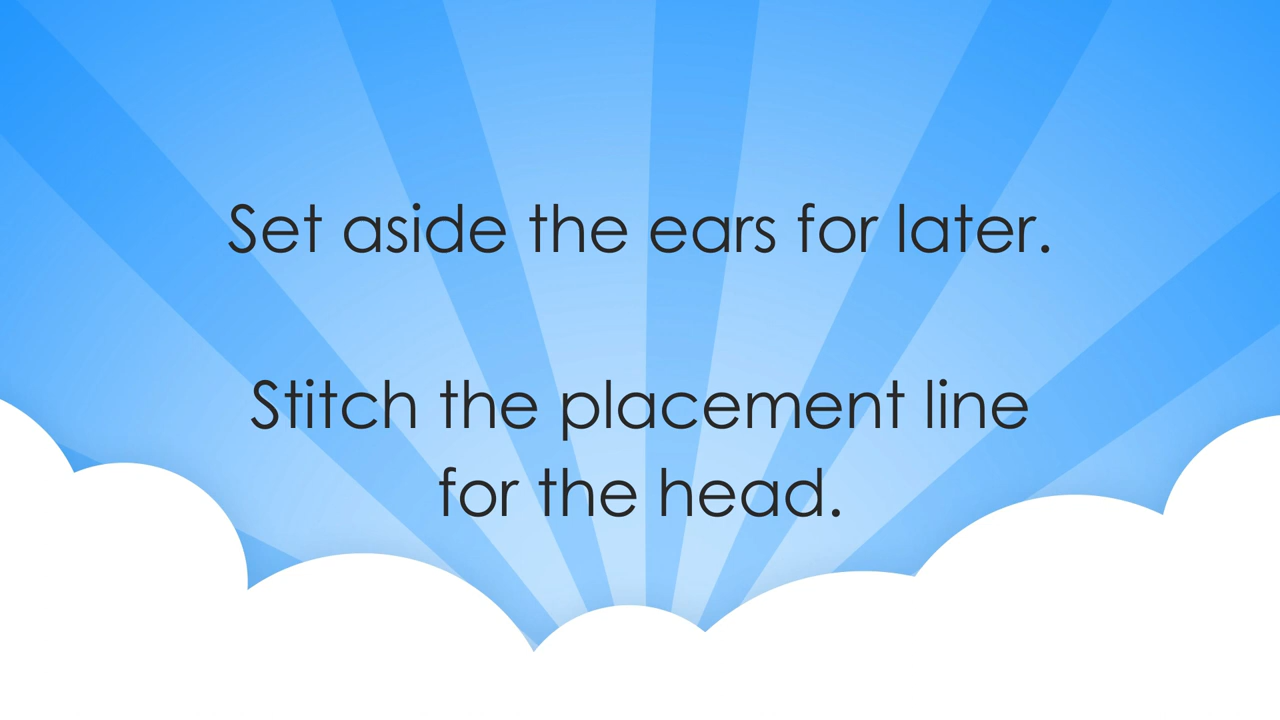 Set aside the ears for later.
Stitch the placement line
for the head.